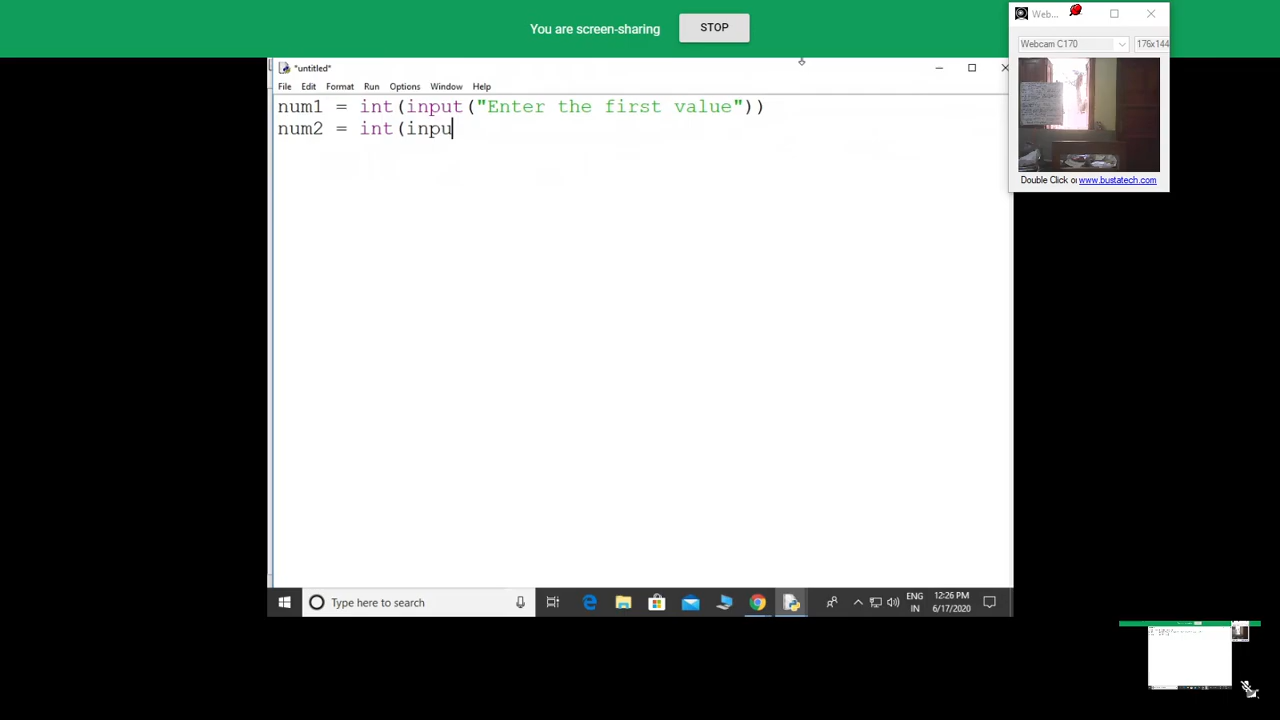 You are screen-sharing STOP
Web...
Webcam C170 176x144
Double Click or www.bustatech.com
*untitled*
File Edit Format Run Options Window Help
num1 = int(input("Enter the first value"))
num2 = int(inpu
Type here to search
ENG
IN
12:26 PM
6/17/2020